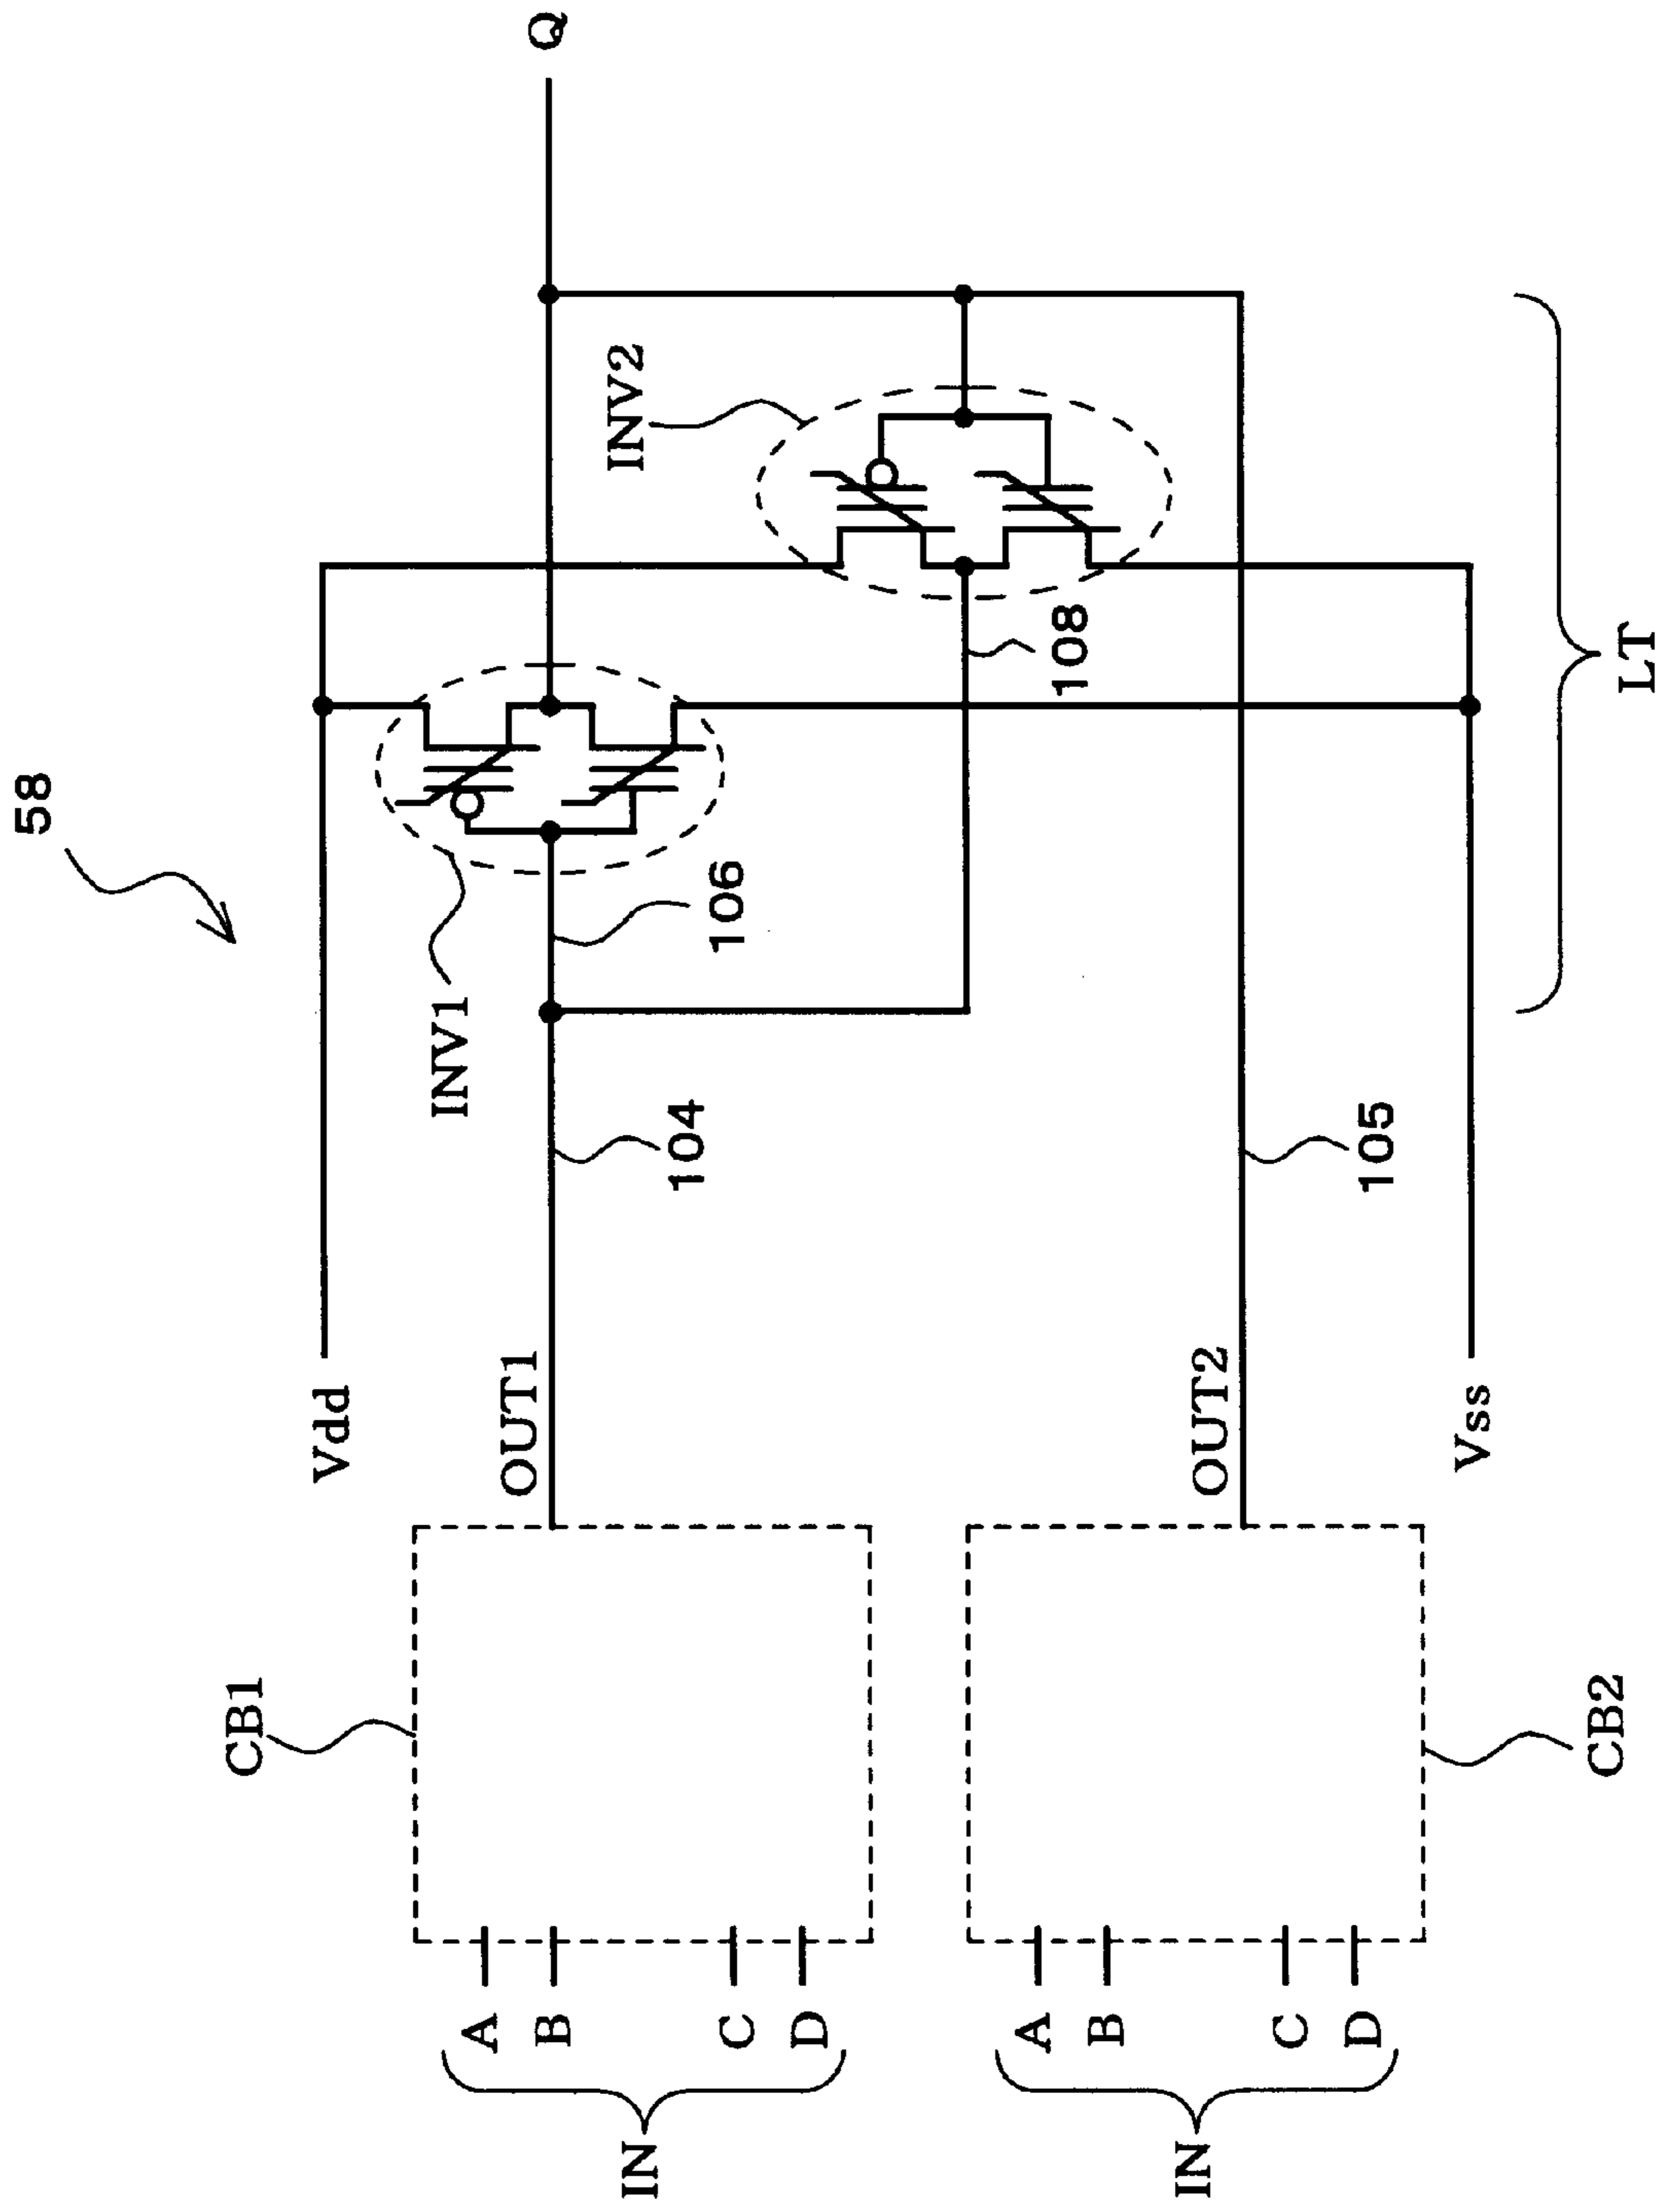 58
Vdd
INV1
106
INV2
Q
CB1
OUT1
104
108
IN
A
B
C
D
OUT2
105
IN
A
B
C
D
CB2
Vss
LT